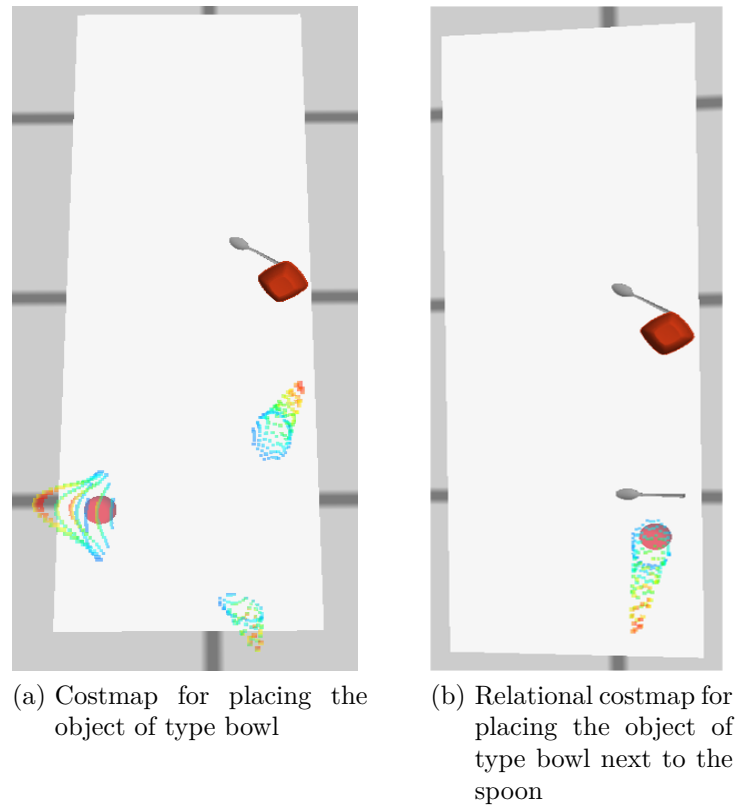 (a) Costmap for placing the
object of type bowl
(b) Relational costmap for
placing the object of
type bowl next to the
spoon